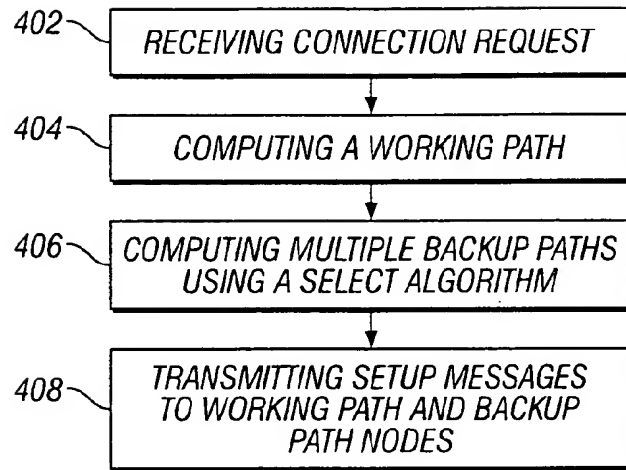 402
RECEIVING CONNECTION REQUEST
404
COMPUTING A WORKING PATH
406
COMPUTING MULTIPLE BACKUP PATHS
USING A SELECT ALGORITHM
408
TRANSMITTING SETUP MESSAGES
TO WORKING PATH AND BACKUP
PATH NODES